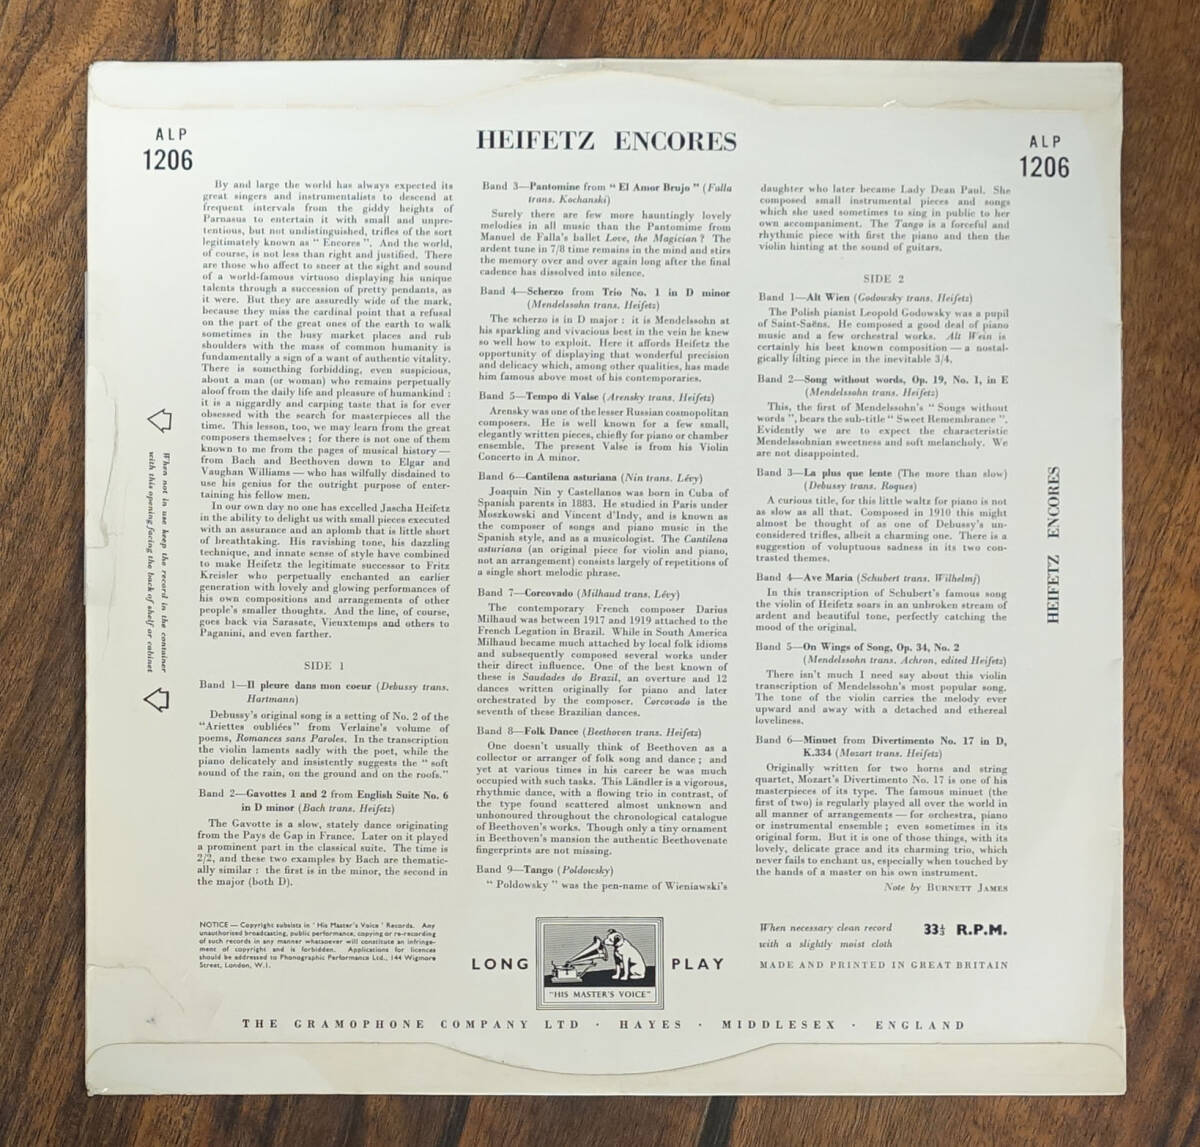 ALP
1206
HEIFETZ ENCORES
ALP
1206
By and large the world has always expected its
great singers and instrumentalists to descend at
frequent intervals from the giddy heights of
Parnasus to entertain it with small and unpre-
tentious, but not undistinguished, trifles of the sort
legitimately known as " Encores ". And the world,
of course, is not less than right and justified. There
are those who affect to sneer at the sight and sound
of a world-famous virtuoso displaying his unique
talents through a succession of pretty pendants, as
it were. But they are assuredly wide of the mark,
because they miss the cardinal point that a refusal
on the part of the great ones of the earth to walk
sometimes in the busy market places and rub
shoulders with the mass of common humanity is
fundamentally a sign of a want of authentic vitality.
There is something forbidding, even suspicious,
about a man (or woman) who remains perpetually
aloof from the daily life and pleasure of humankind :
it is a niggardly and carping taste that is for ever
obsessed with the search for masterpieces all the
time. This lesson, too, we may learn from the great
composers themselves ; for there is not one of them
known to me from the pages of musical history—
from Bach and Beethoven down to Elgar and
Vaughan Williams—who has wilfully disdained to
use his genius for the outright purpose of enter-
taining his fellow men.
In our own day no one has excelled Jascha Heifetz
in the ability to delight us with small pieces executed
with an assurance and an aplomb that is little short
of breathtaking. His ravishing tone, his dazzling
technique, and innate sense of style have combined
to make Heifetz the legitimate successor to Fritz
Kreisler who perpetually enchanted an earlier
generation with lovely and glowing performances of
his own compositions and arrangements of other
people's smaller thoughts. And the line, of course,
goes back via Sarasate, Vieuxtemps and others to
Paganini, and even farther.
SIDE 1
Band 1—Il pleure dans mon coeur (Debussy trans.
Hartmann)
Debussy's original song is a setting of No. 2 of the
"Ariettes oubliées" from Verlaine's volume of
poems, Romances sans Paroles. In the transcription
the violin laments sadly with the poet, while the
piano delicately and insistently suggests the " soft
sound of the rain, on the ground and on the roofs."
Band 2—Gavottes 1 and 2 from English Suite No. 6
in D minor (Bach trans. Heifetz)
The Gavotte is a slow, stately dance originating
from the Pays de Gap in France. Later on it played
a prominent part in the classical suite. The time is
2/2, and these two examples by Bach are thematic-
ally similar : the first is in the minor, the second in
the major (both D).
Band 3—Pantomine from " El Amor Brujo " (Falla
trans. Kochanski)
Surely there are few more hauntingly lovely
melodies in all music than the Pantomime from
Manuel de Falla's ballet Love, the Magician ? The
ardent tune in 7/8 time remains in the mind and stirs
the memory over and over again long after the final
cadence has dissolved into silence.
Band 4—Scherzo from Trio No. 1 in D minor
(Mendelssohn trans. Heifetz)
The scherzo is in D major : it is Mendelssohn at
his sparkling and vivacious best in the vein he knew
so well how to exploit. Here it affords Heifetz the
opportunity of displaying that wonderful precision
and delicacy which, among other qualities, has made
him famous above most of his contemporaries.
Band 5—Tempo di Valse (Arensky trans. Heifetz)
Arensky was one of the lesser Russian cosmopolitan
composers. He is well known for a few small,
elegantly written pieces, chiefly for piano or chamber
ensemble. The present Valse is from his Violin
Concerto in A minor.
Band 6—Cantilena asturiana (Nin trans. Lévy)
Joaquin Nin y Castellanos was born in Cuba of
Spanish parents in 1883. He studied in Paris under
Moszkowski and Vincent d'Indy, and is known as
the composer of songs and piano music in the
Spanish style, and as a musicologist. The Cantilena
asturiana (an original piece for violin and piano,
not an arrangement) consists largely of repetitions of
a single short melodic phrase.
Band 7—Corcovado (Milhaud trans. Lévy)
The contemporary French composer Darius
Milhaud was between 1917 and 1919 attached to the
French Legation in Brazil. While in South America
Milhaud became much attached by local folk idioms
and subsequently composed several works under
their direct influence. One of the best known of
these is Saudades do Brazil, an overture and 12
dances written originally for piano and later
orchestrated by the composer. Corcovado is the
seventh of these Brazilian dances.
Band 8—Folk Dance (Beethoven trans. Heifetz)
One doesn't usually think of Beethoven as a
collector or arranger of folk song and dance ; and
yet at various times in his career he was much
occupied with such tasks. This Ländler is a vigorous,
rhythmic dance, with a flowing trio in contrast, of
the type found scattered almost unknown and
unhonoured throughout the chronological catalogue
of Beethoven's works. Though only a tiny ornament
in Beethoven's mansion the authentic Beethovenate
fingerprints are not missing.
Band 9—Tango (Poldowsky)
" Poldowsky " was the pen-name of Wieniawski's
daughter who later became Lady Dean Paul. She
composed small instrumental pieces and songs
which she used sometimes to sing in public to her
own accompaniment. The Tango is a forceful and
rhythmic piece with first the piano and then the
violin hinting at the sound of guitars.
SIDE 2
Band 1—Alt Wien (Godowsky trans. Heifetz)
The Polish pianist Leopold Godowsky was a pupil
of Saint-Saëns. He composed a good deal of piano
music and a few orchestral works. Alt Wein is
certainly his best known composition — a nostal-
gically lilting piece in the inevitable 3/4.
Band 2—Song without words, Op. 19, No. 1, in E
(Mendelssohn trans. Heifetz)
This, the first of Mendelssohn's " Songs without
words ", bears the sub-title " Sweet Remembrance ".
Evidently we are to expect the characteristic
Mendelssohnian sweetness and soft melancholy. We
are not disappointed.
Band 3—La plus que lente (The more than slow)
(Debussy trans. Roques)
A curious title, for this little waltz for piano is not
as slow as all that. Composed in 1910 this might
almost be thought of as one of Debussy's un-
considered trifles, albeit a charming one. There is a
suggestion of voluptuous sadness in its two con-
trasted themes.
Band 4—Ave Maria (Schubert trans. Wilhelmj)
In this transcription of Schubert's famous song
the violin of Heifetz soars in an unbroken stream of
ardent and beautiful tone, perfectly catching the
mood of the original.
Band 5—On Wings of Song, Op. 34, No. 2
(Mendelssohn trans. Achron, edited Heifetz)
There isn't much I need say about this violin
transcription of Mendelssohn's most popular song.
The tone of the violin carries the melody ever
upward and away with a detached and ethereal
loveliness.
Band 6—Minuet from Divertimento No. 17 in D,
K.334 (Mozart trans. Heifetz)
Originally written for two horns and string
quartet, Mozart's Divertimento No. 17 is one of his
masterpieces of its type. The famous minuet (the
first of two) is regularly played all over the world in
all manner of arrangements — for orchestra, piano
or instrumental ensemble ; even sometimes in its
original form. But it is one of those things, with its
lovely, delicate grace and its charming trio, which
never fails to enchant us, especially when touched by
the hands of a master on his own instrument.
Note by BURNETT JAMES
When not in use keep the record in the container
with this opening facing the back of shelf or cabinet
HEIFETZ ENCORES
NOTICE — Copyright subsists in ' His Master's Voice ' Records. Any
unauthorised broadcasting, public performance, copying or re-recording
of such records in any manner whatsoever will constitute an infringe-
ment of copyright and is forbidden. Applications for licences
should be addressed to Phonographic Performance Ltd., 144 Wigmore
Street, London, W.1.
LONG
"HIS MASTER'S VOICE"
PLAY
When necessary clean record
with a slightly moist cloth
33⅓ R.P.M.
MADE AND PRINTED IN GREAT BRITAIN
THE GRAMOPHONE COMPANY LTD · HAYES · MIDDLESEX · ENGLAND